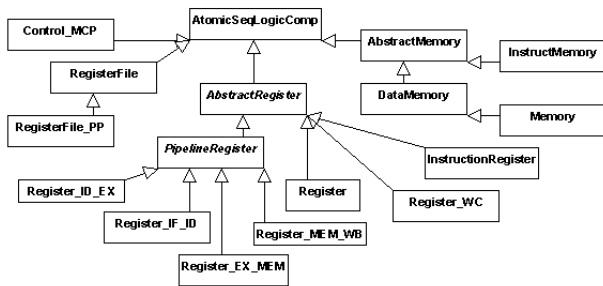 AtomicSeqLogicComp
Control_MCP
AbstractMemory
InstructMemory
RegisterFile
AbstractRegister
DataMemory
Memory
RegisterFile_PP
PipelineRegister
InstructionRegister
Register_ID_EX
Register
Register_WC
Register_IF_ID
Register_MEM_WB
Register_EX_MEM